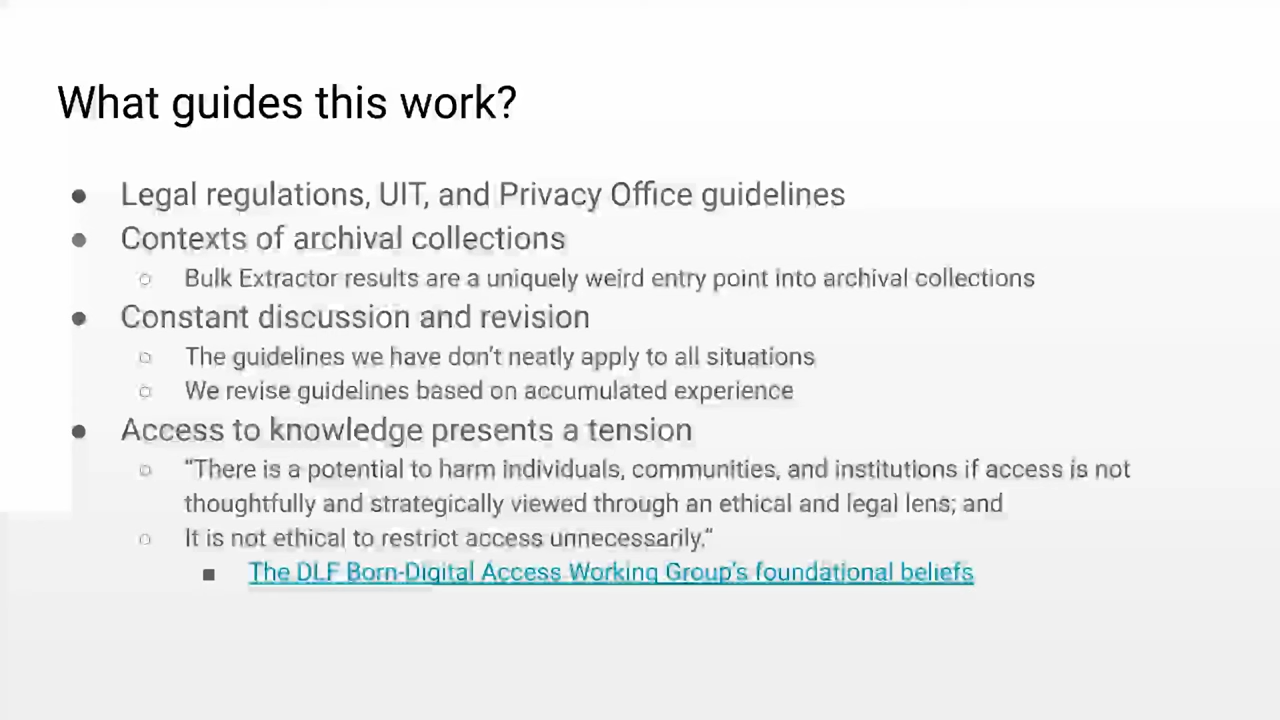 What guides this work?
● Legal regulations, UIT, and Privacy Office guidelines
● Contexts of archival collections
○ Bulk Extractor results are a uniquely weird entry point into archival collections
● Constant discussion and revision
○ The guidelines we have don't neatly apply to all situations
○ We revise guidelines based on accumulated experience
● Access to knowledge presents a tension
○ “There is a potential to harm individuals, communities, and institutions if access is not
thoughtfully and strategically viewed through an ethical and legal lens; and
○ It is not ethical to restrict access unnecessarily.“
■ The DLF Born-Digital Access Working Group's foundational beliefs